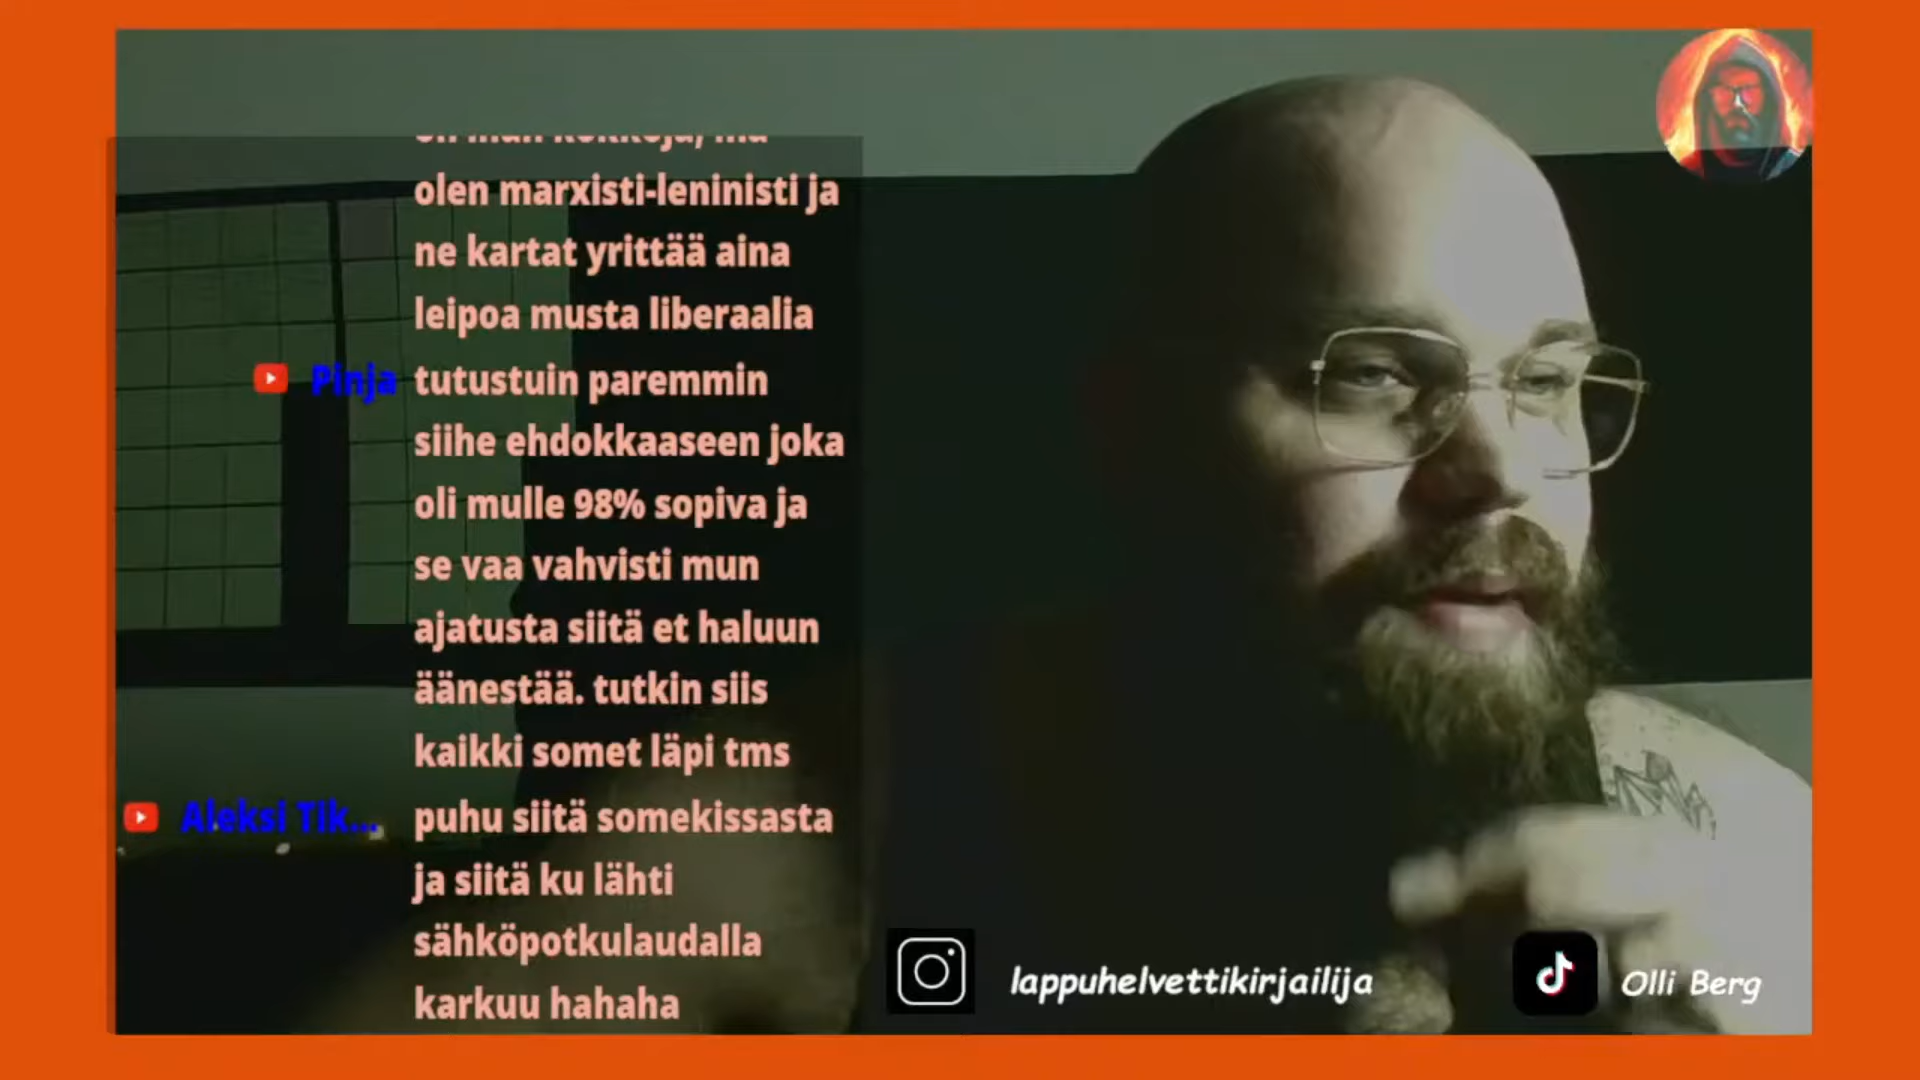 olen marxisti-leninisti ja
ne kartat yrittää aina
leipoa musta liberaalia
Pinja tutustuin paremmin
siihe ehdokkaaseen joka
oli mulle 98% sopiva ja
se vaa vahvisti mun
ajatusta siitä et haluun
äänestää. tutkin siis
kaikki somet läpi tms
Aleksi Tik... puhu siitä somekissasta
ja siitä ku lähti
sähköpotkulaudalla
karkuu hahaha
lappuhelvettikirjailija
Olli Berg